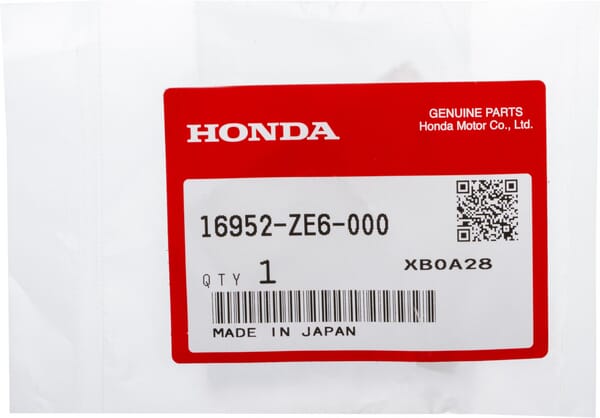 HONDA
GENUINE PARTS
Honda Motor Co., Ltd.
16952-ZE6-000
QTY 1
XB0A28
MADE IN JAPAN